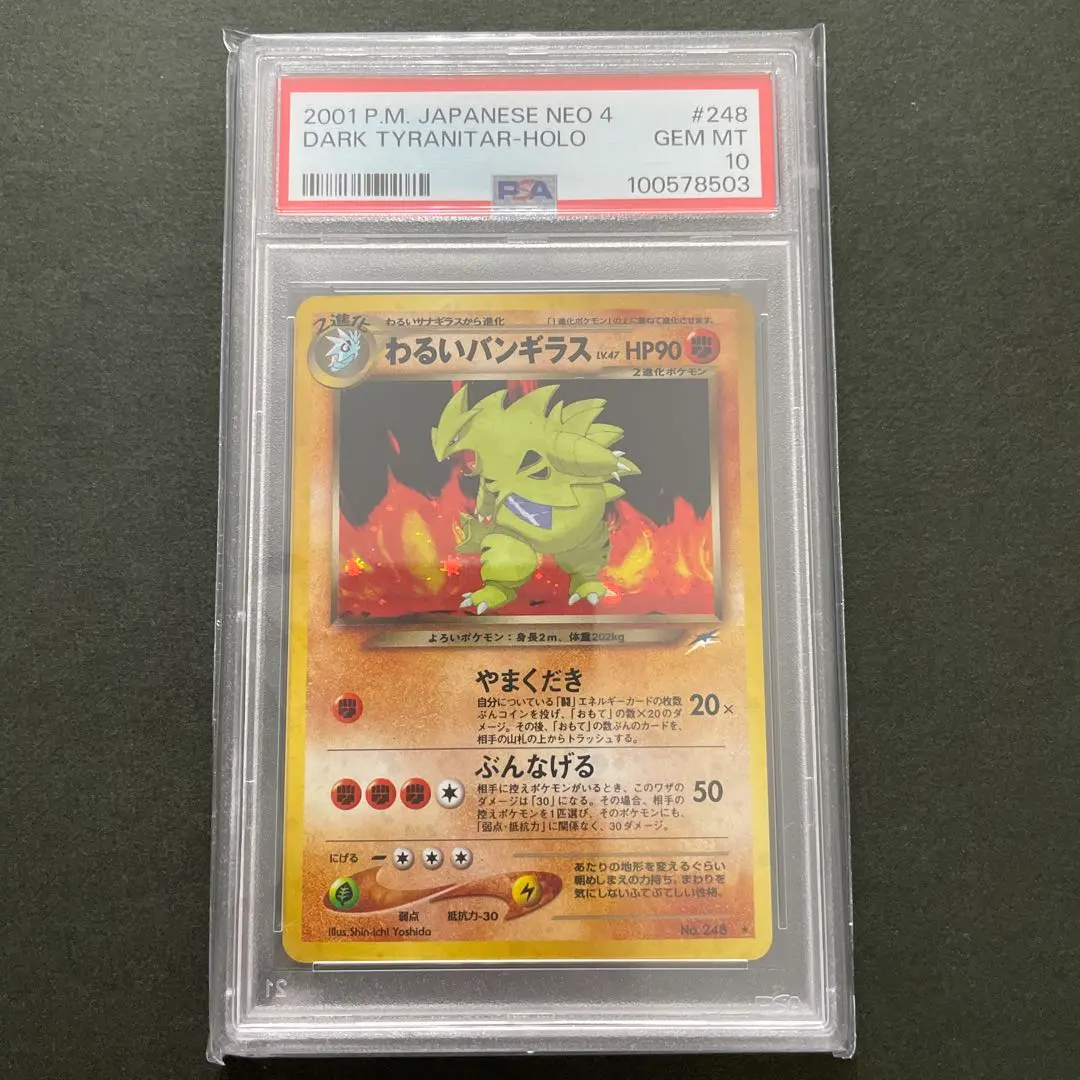 2001 P.M. JAPANESE NEO 4 #248
DARK TYRANITAR-HOLO GEM MT
10
PSA 100578503
2進化 わるいサナギラスから進化 「1進化ポケモン」の上に重ねて進化させます。
わるいバンギラス LV.47 HP90
2進化ポケモン
よろいポケモン：身長2m、体重202kg
やまくだき
自分についている「闘」エネルギーカードの枚数
ぶんコインを投げ、「おもて」の数×20のダ
メージ。その後、「おもて」の数ぶんのカードを、
相手の山札の上からトラッシュする。
20×
ぶんなげる
相手に控えポケモンがいるとき、このワザの
ダメージは「30」になる。その場合、相手の
控えポケモンを1匹選び、そのポケモンにも、
「弱点・抵抗力」に関係なく、30ダメージ。
50
にげる
弱点 抵抗力-30
あたりの地形を変えるぐらい
朝めしまえの力持ち。まわりを
気にしないふてぶてしい性格。
Illus. Shin-ichi Yoshida No. 248 ★
21
PSA